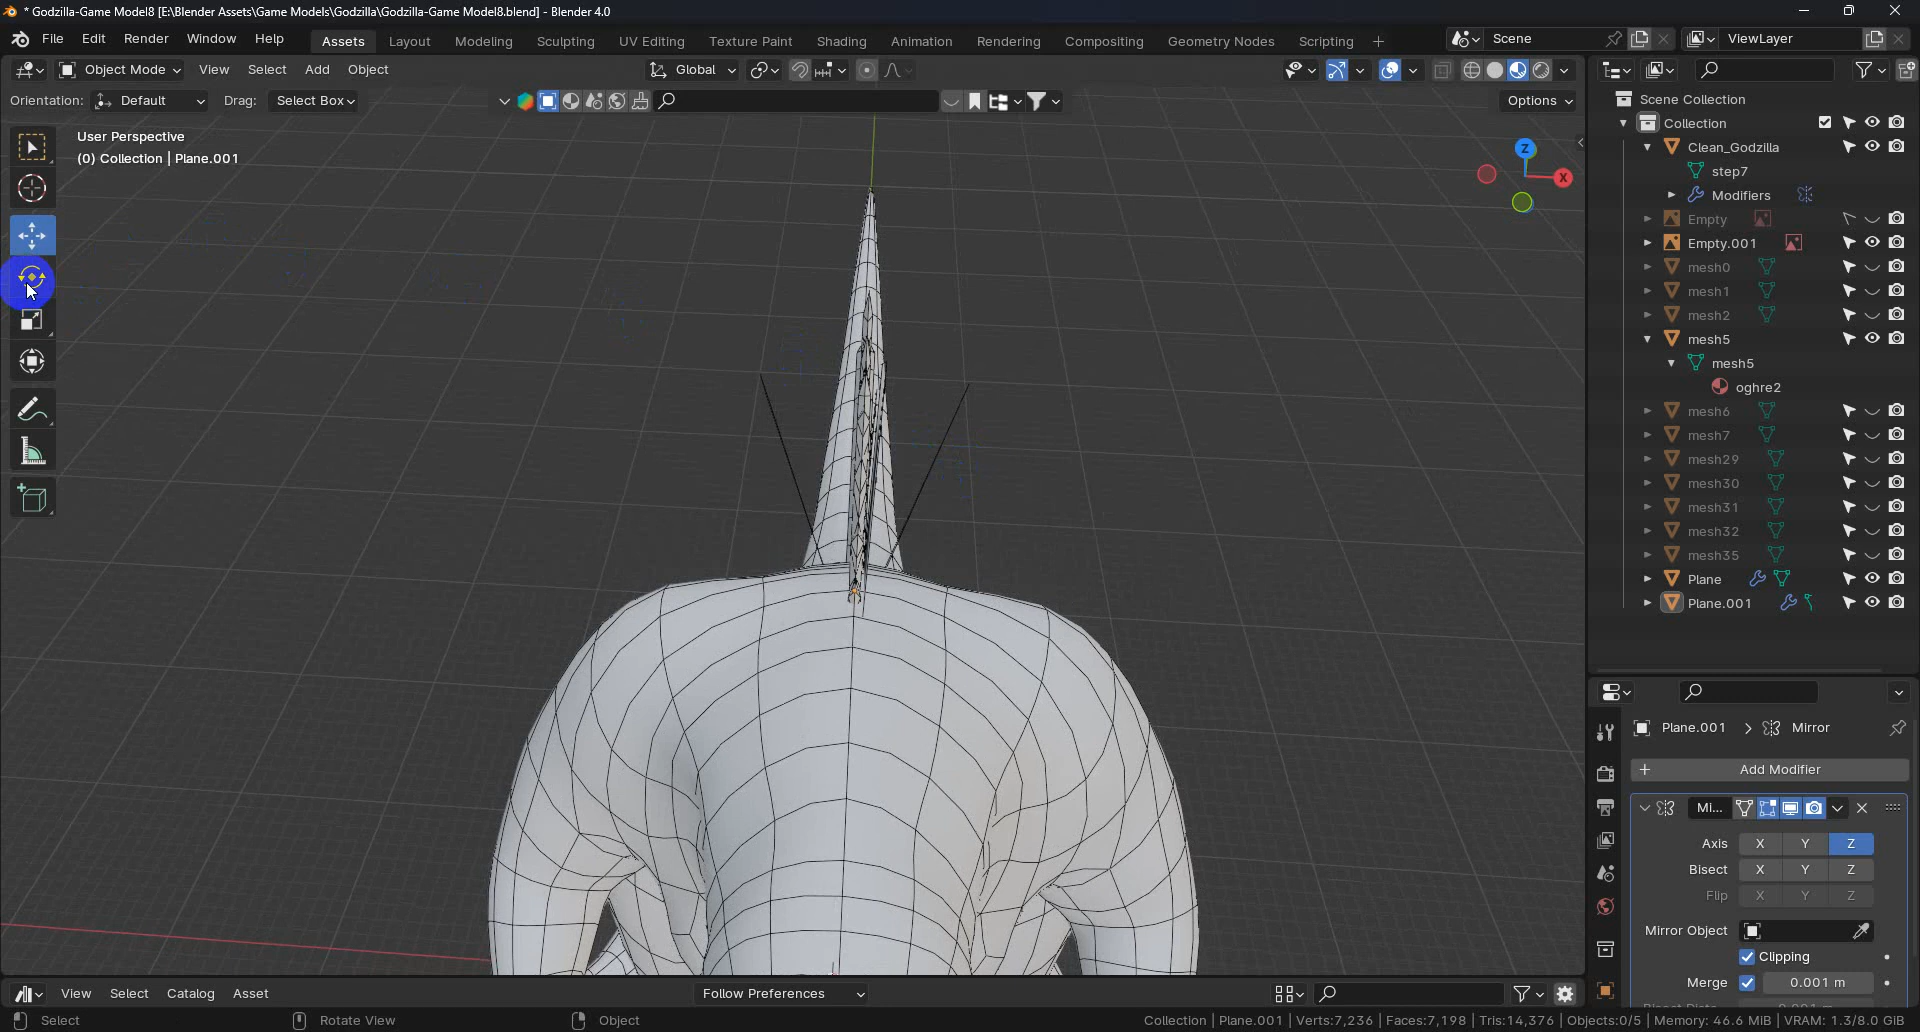 * Godzilla-Game Model8 [E:\Blender Assets\Game Models\Godzilla\Godzilla-Game Model8.blend] - Blender 4.0
File Edit Render Window Help Assets Layout Modeling Sculpting UV Editing Texture Paint Shading Animation Rendering Compositing Geometry Nodes Scripting + Scene ViewLayer
Object Mode View Select Add Object Global
Orientation: Default Drag: Select Box Options
User Perspective
(0) Collection | Plane.001
Z
X
Scene Collection
Collection
Clean_Godzilla
step7
Modifiers
Empty
Empty.001
mesh0
mesh1
mesh2
mesh5
mesh5
oghre2
mesh6
mesh7
mesh29
mesh30
mesh31
mesh32
mesh35
Plane
Plane.001
Plane.001 > Mirror
+ Add Modifier
Mi...
Axis X Y Z
Bisect X Y Z
Flip X Y Z
Mirror Object
Clipping
Merge 0.001 m
Bisect Dista 0.001 m
View Select Catalog Asset Follow Preferences
Select Rotate View Object Collection | Plane.001 | Verts:7,236 | Faces:7,198 | Tris:14,376 | Objects:0/5 | Memory: 46.6 MiB | VRAM: 1.3/8.0 GiB